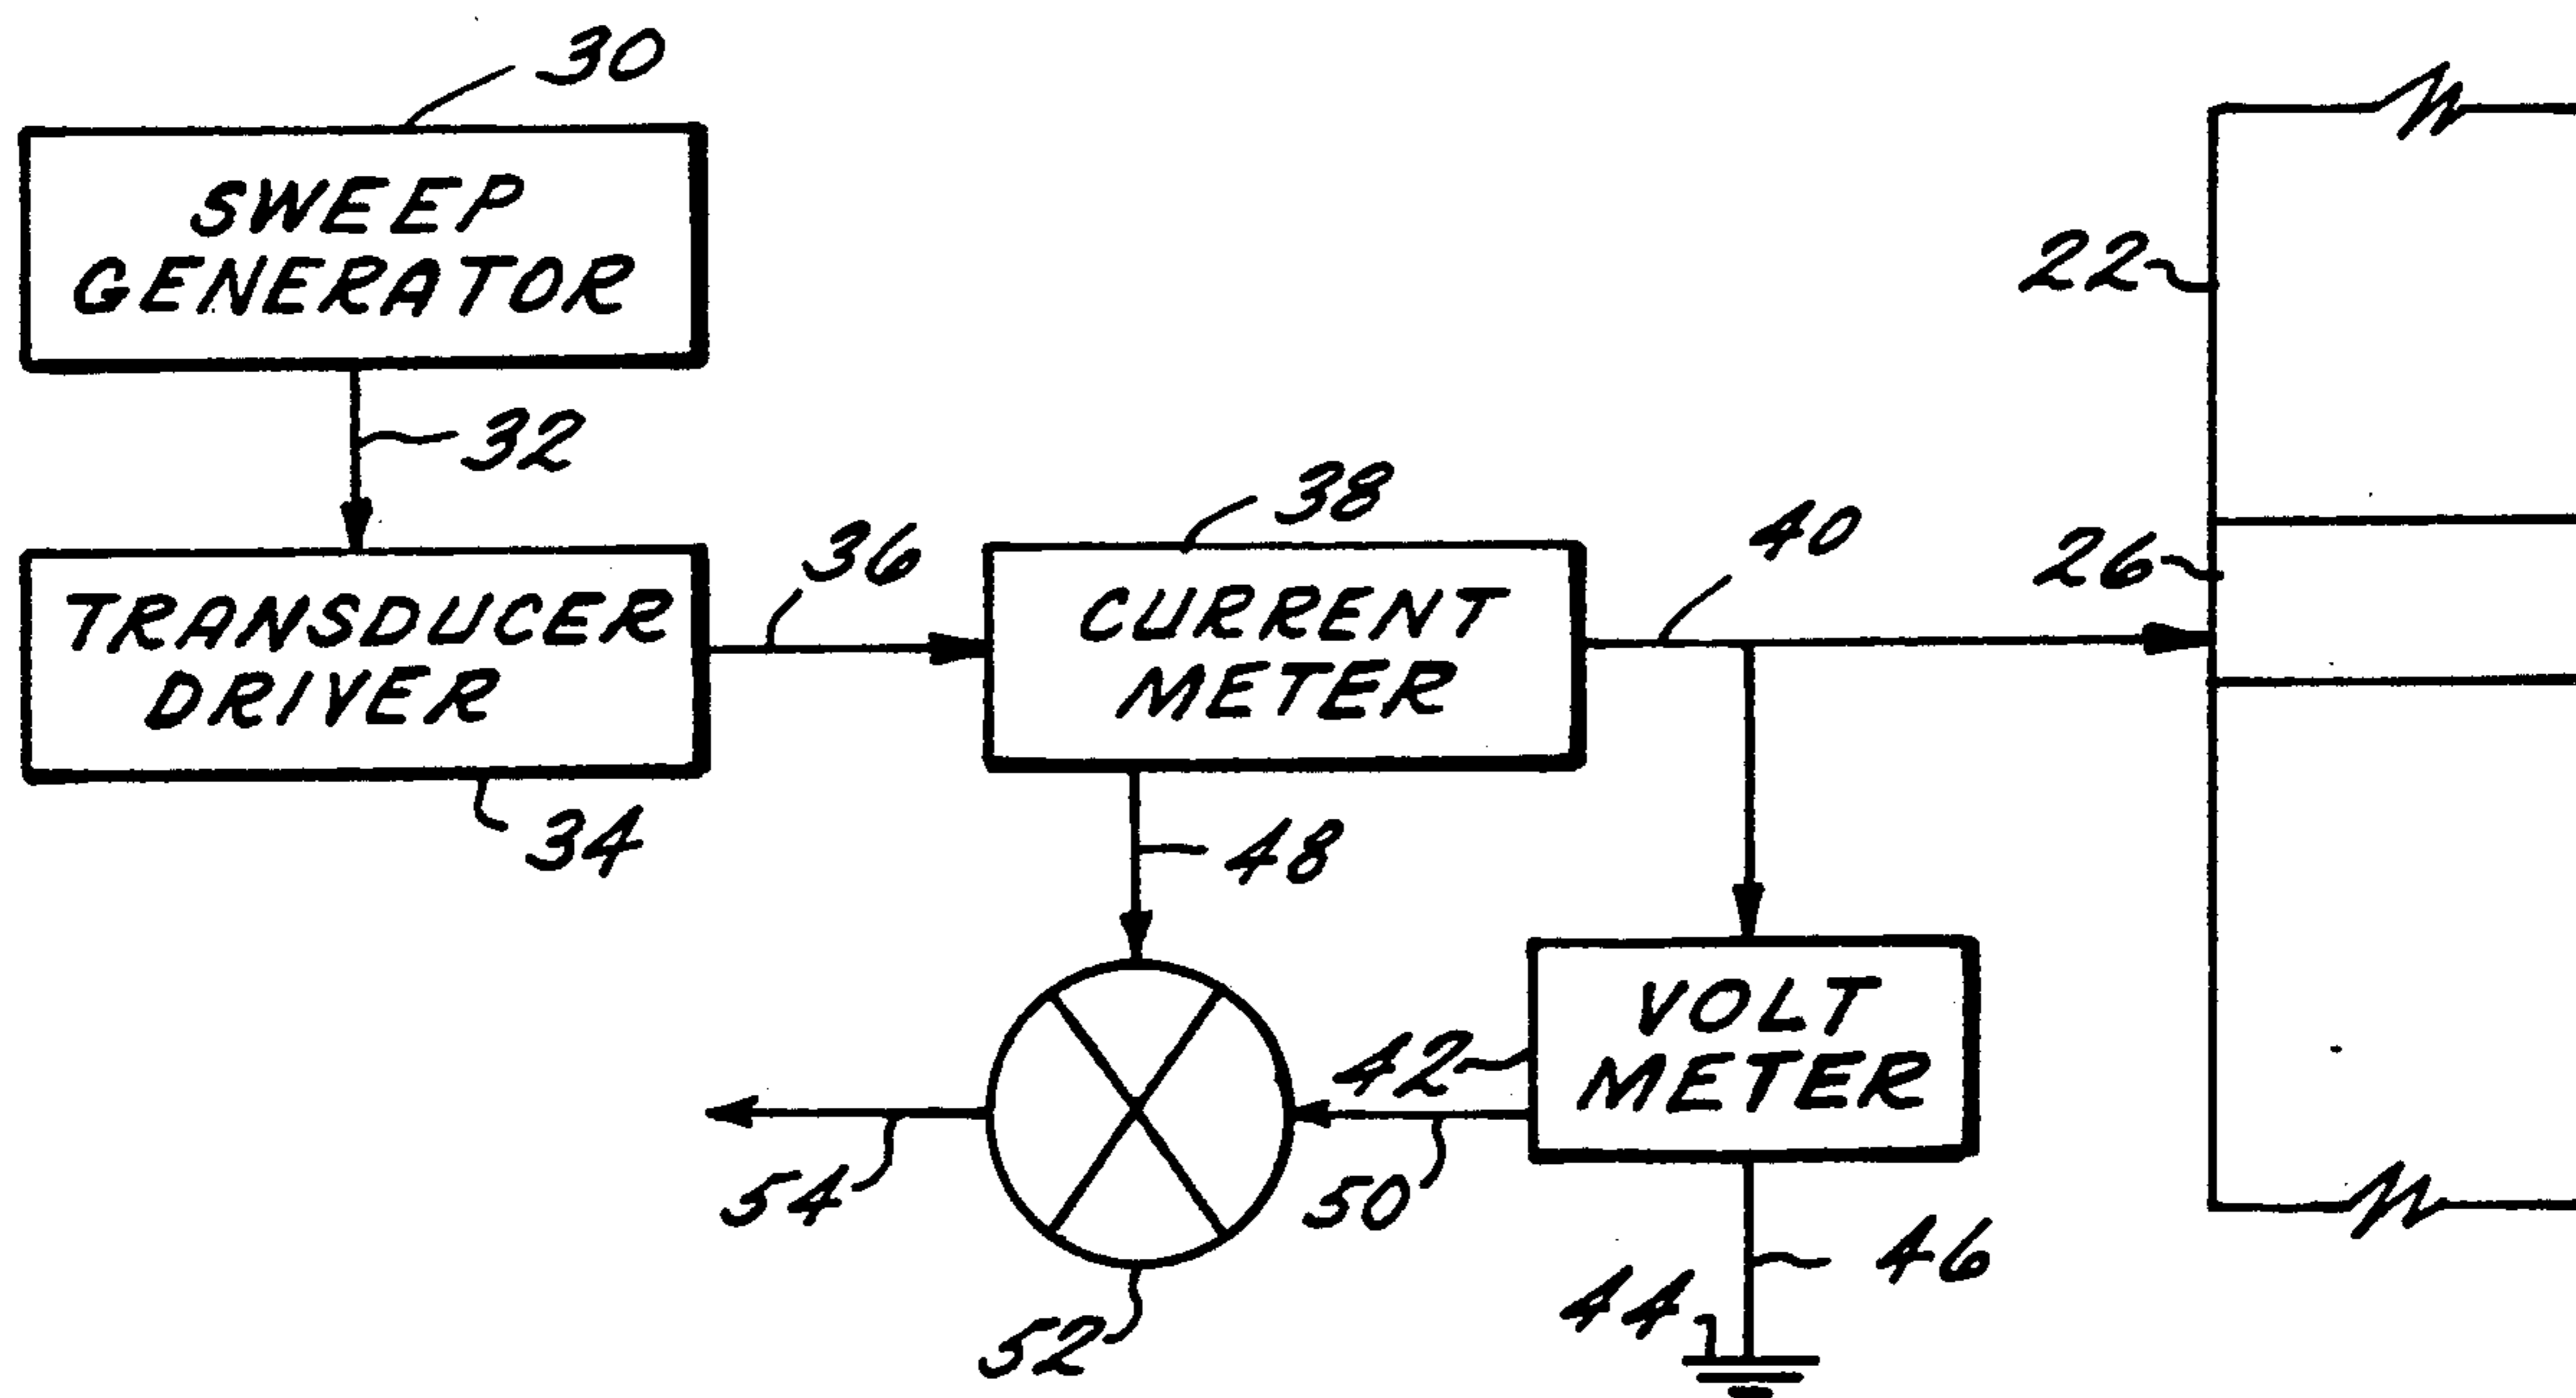 30
SWEEP
GENERATOR
22
32
38
40
36
26
TRANSDUCER
DRIVER
CURRENT
METER
34
48
VOLT
METER
42
54
50
46
44
52